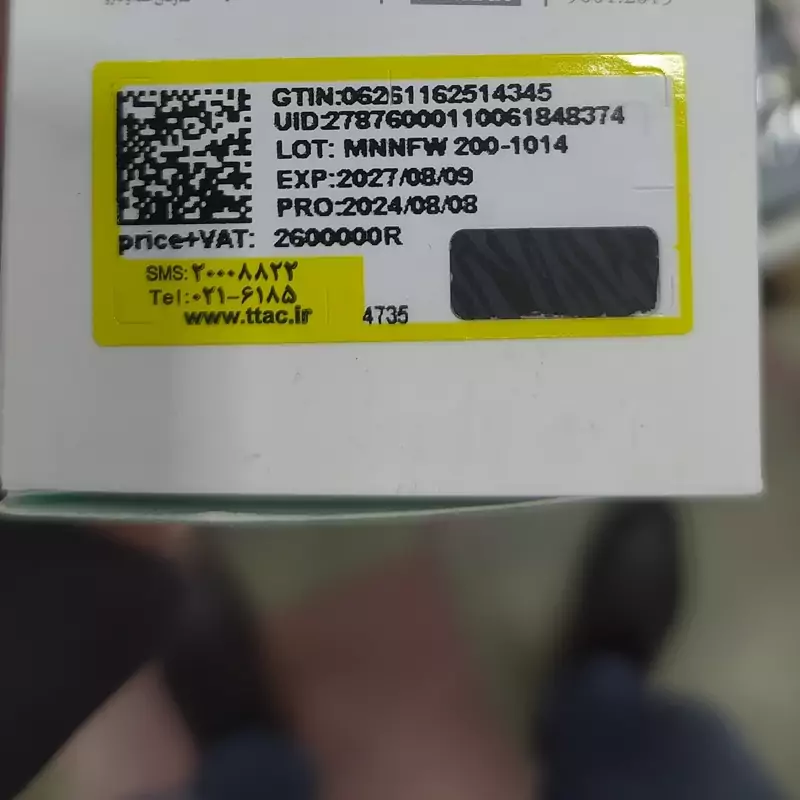 GTIN:06261162514345
UID:27876000110061848374
LOT: MNNFW 200-1014
EXP:2027/08/09
PRO:2024/08/08
price+VAT: 2600000R
SMS:۲۰۰۰۸۸۲۲
Tel:۰۲۱-۶۱۸۵
www.ttac.ir
4735